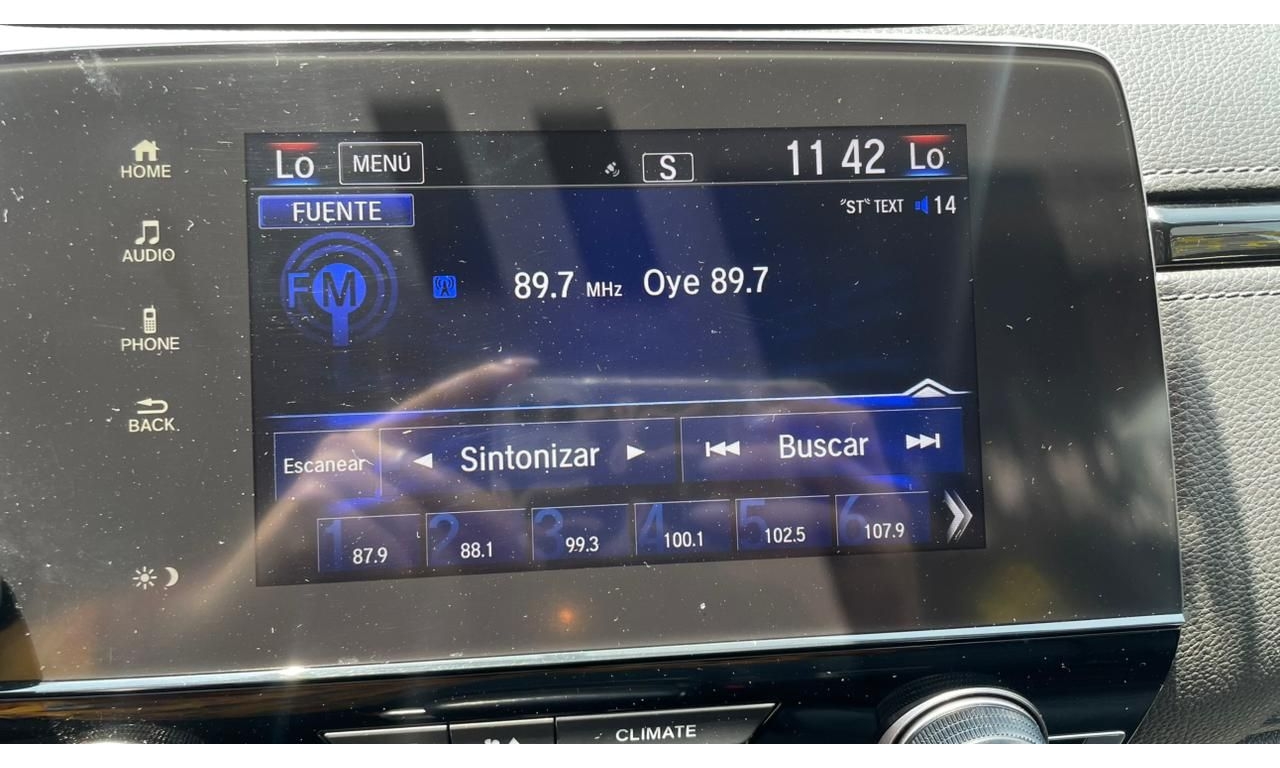 HOME
AUDIO
PHONE
BACK
Lo MENÚ S 11 42 Lo
FUENTE "ST" TEXT 14
FM 89.7 MHz Oye 89.7
Escanear Sintonizar Buscar
1 87.9 2 88.1 3 99.3 4 100.1 5 102.5 6 107.9
CLIMATE